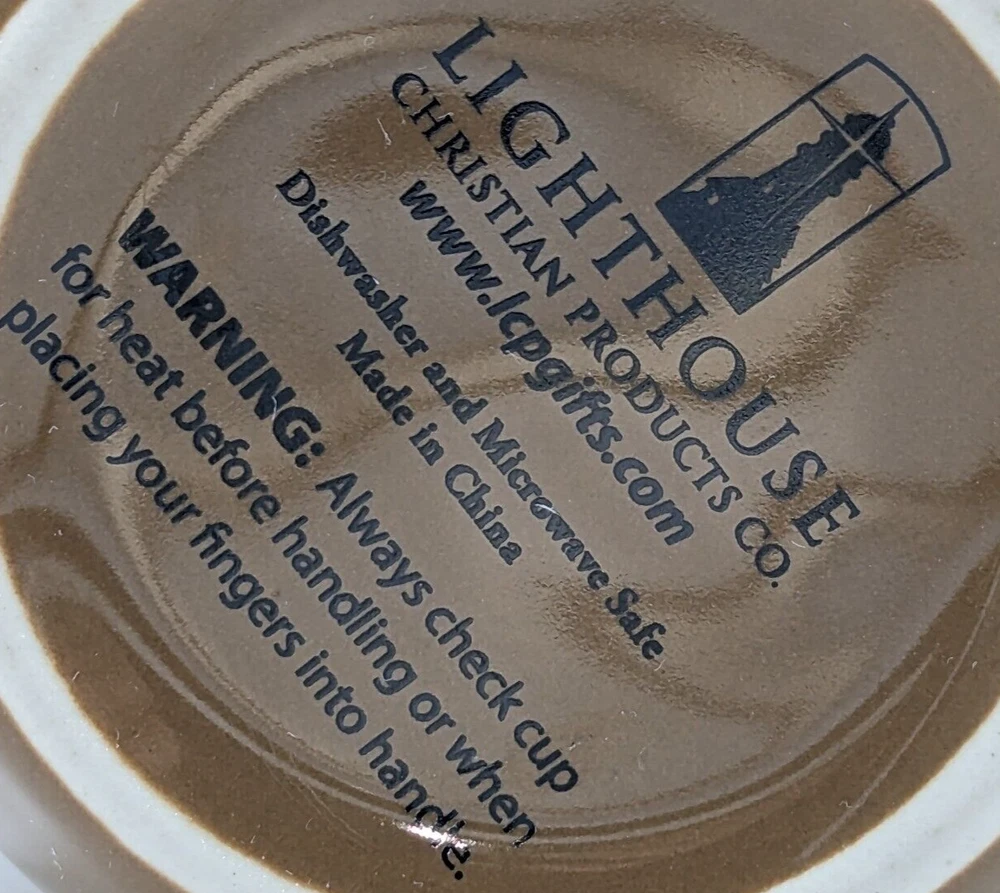 LIGHTHOUSE
CHRISTIAN PRODUCTS CO.
www.lcpgifts.com
Dishwasher and Microwave Safe
Made in China
WARNING: Always check cup
for heat before handling or when
placing your fingers into handle.